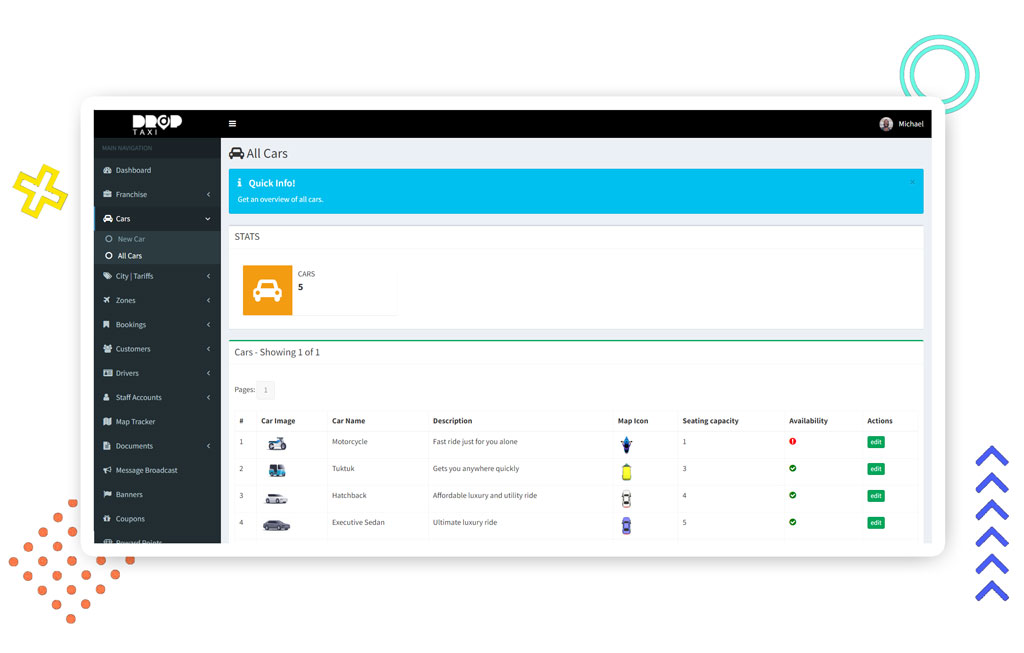 DROP
TAXI
Michael
MAIN NAVIGATION
Dashboard
Franchise
Cars
New Car
All Cars
City | Tariffs
Zones
Bookings
Customers
Drivers
Staff Accounts
Map Tracker
Documents
Message Broadcast
Banners
Coupons
Reward Points
All Cars
Quick Info!
Get an overview of all cars.
STATS
CARS
5
Cars - Showing 1 of 1
Pages: 1
# Car Image Car Name Description Map Icon Seating capacity Availability Actions
1 Motorcycle Fast ride just for you alone 1 edit
2 Tuktuk Gets you anywhere quickly 3 edit
3 Hatchback Affordable luxury and utility ride 4 edit
4 Executive Sedan Ultimate luxury ride 5 edit